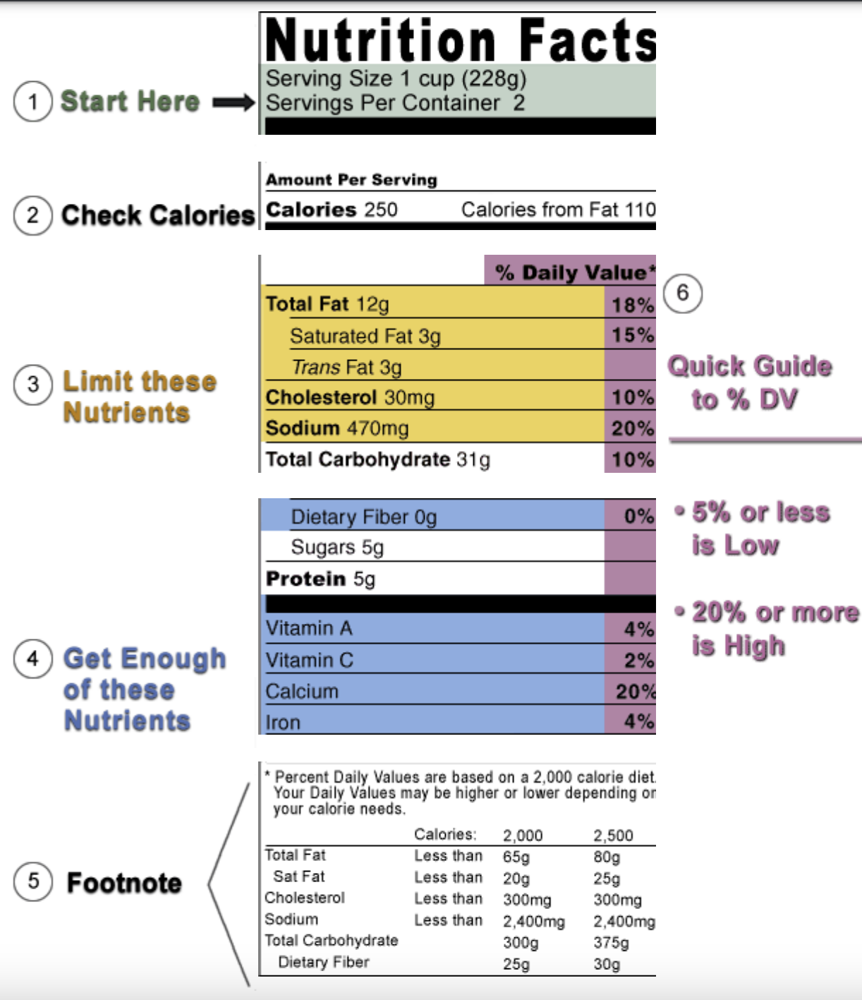 Nutrition Facts
Serving Size 1 cup (228g)
Servings Per Container 2
1 Start Here
Amount Per Serving
2 Check Calories
Calories 250 Calories from Fat 110
% Daily Value*
Total Fat 12g 18%
Saturated Fat 3g 15%
Trans Fat 3g
Cholesterol 30mg 10%
Sodium 470mg 20%
Total Carbohydrate 31g 10%
3 Limit these
Nutrients
6
Quick Guide
to % DV
• 5% or less
is Low
• 20% or more
is High
Dietary Fiber 0g 0%
Sugars 5g
Protein 5g
Vitamin A 4%
Vitamin C 2%
Calcium 20%
Iron 4%
4 Get Enough
of these
Nutrients
5 Footnote
* Percent Daily Values are based on a 2,000 calorie diet.
Your Daily Values may be higher or lower depending on
your calorie needs.
Calories: 2,000 2,500
Total Fat Less than 65g 80g
Sat Fat Less than 20g 25g
Cholesterol Less than 300mg 300mg
Sodium Less than 2,400mg 2,400mg
Total Carbohydrate 300g 375g
Dietary Fiber 25g 30g